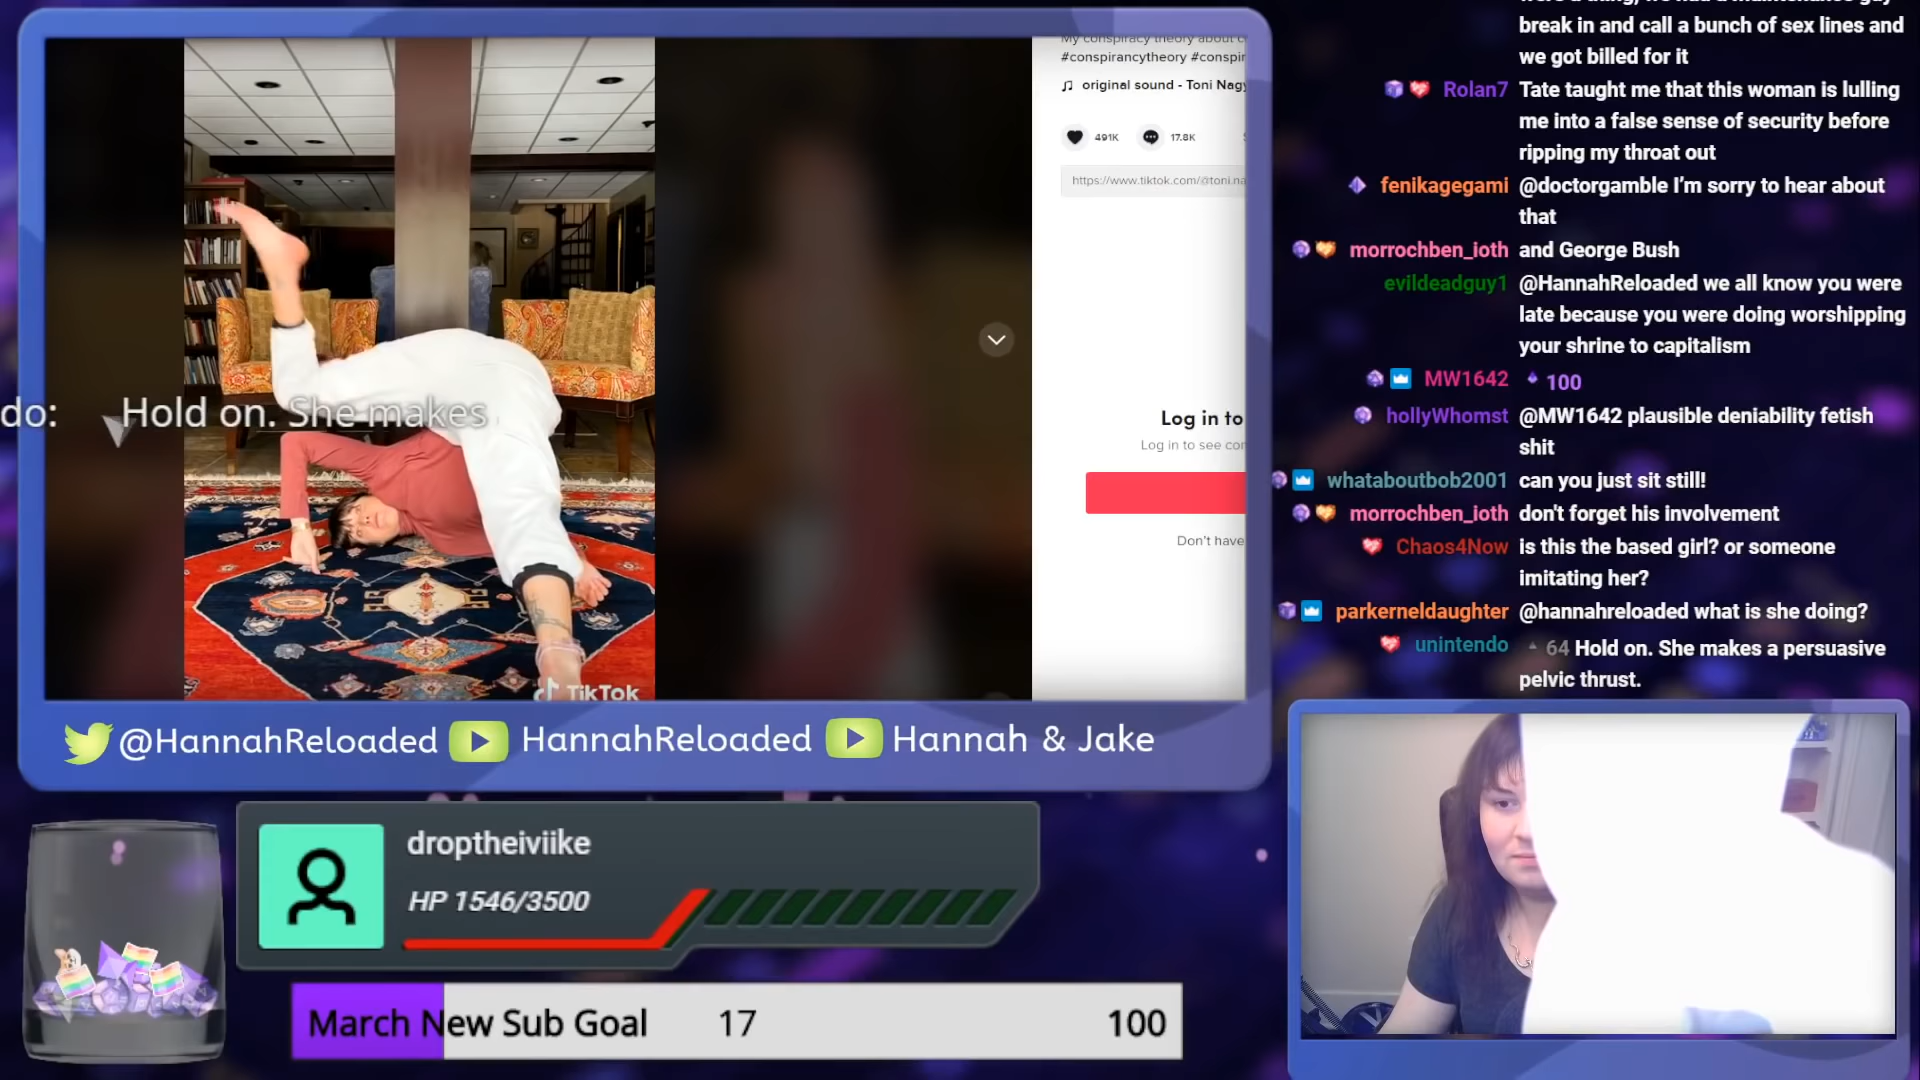 My conspiracy theory about
#conspirancytheory #conspir
original sound - Toni Nagy
491K
17.8K
https://www.tiktok.com/@toni.na
Log in to
Log in to see con
Don't have
do: Hold on. She makes
TikTok
@HannahReloaded HannahReloaded Hannah & Jake
droptheiviike
HP 1546/3500
March New Sub Goal 17 100
break in and call a bunch of sex lines and
we got billed for it
Rolan7 Tate taught me that this woman is lulling
me into a false sense of security before
ripping my throat out
fenikagegami @doctorgamble I'm sorry to hear about
that
morrochben_ioth and George Bush
evildeadguy1 @HannahReloaded we all know you were
late because you were doing worshipping
your shrine to capitalism
MW1642 100
hollyWhomst @MW1642 plausible deniability fetish
shit
whataboutbob2001 can you just sit still!
morrochben_ioth don't forget his involvement
Chaos4Now is this the based girl? or someone
imitating her?
parkerneldaughter @hannahreloaded what is she doing?
unintendo 64 Hold on. She makes a persuasive
pelvic thrust.